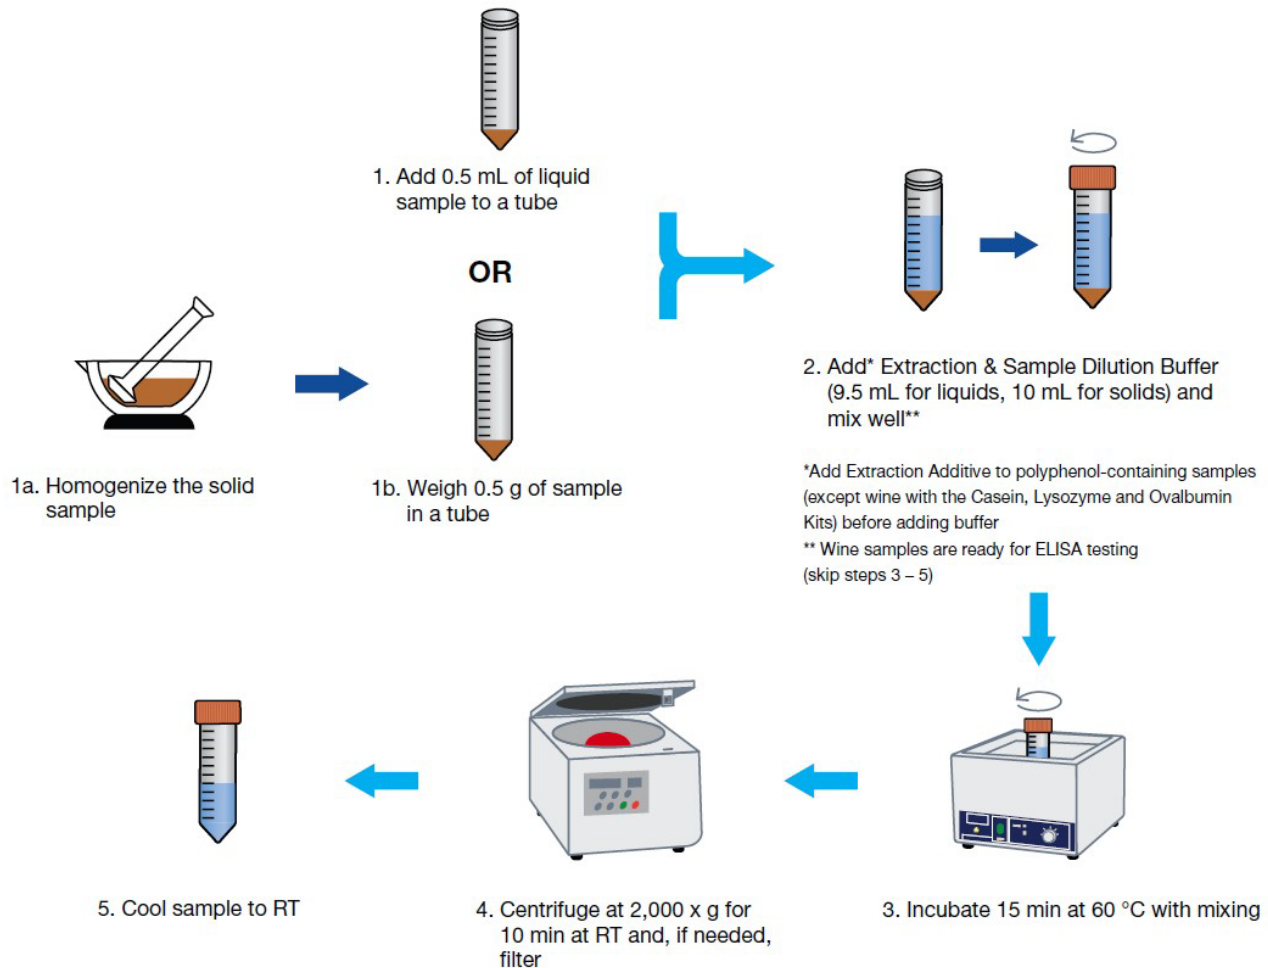 1. Add 0.5 mL of liquid
sample to a tube
OR
1a. Homogenize the solid
sample
1b. Weigh 0.5 g of sample
in a tube
2. Add* Extraction & Sample Dilution Buffer
(9.5 mL for liquids, 10 mL for solids) and
mix well**
*Add Extraction Additive to polyphenol-containing samples
(except wine with the Casein, Lysozyme and Ovalbumin
Kits) before adding buffer
** Wine samples are ready for ELISA testing
(skip steps 3 – 5)
3. Incubate 15 min at 60 °C with mixing
4. Centrifuge at 2,000 x g for
10 min at RT and, if needed,
filter
5. Cool sample to RT